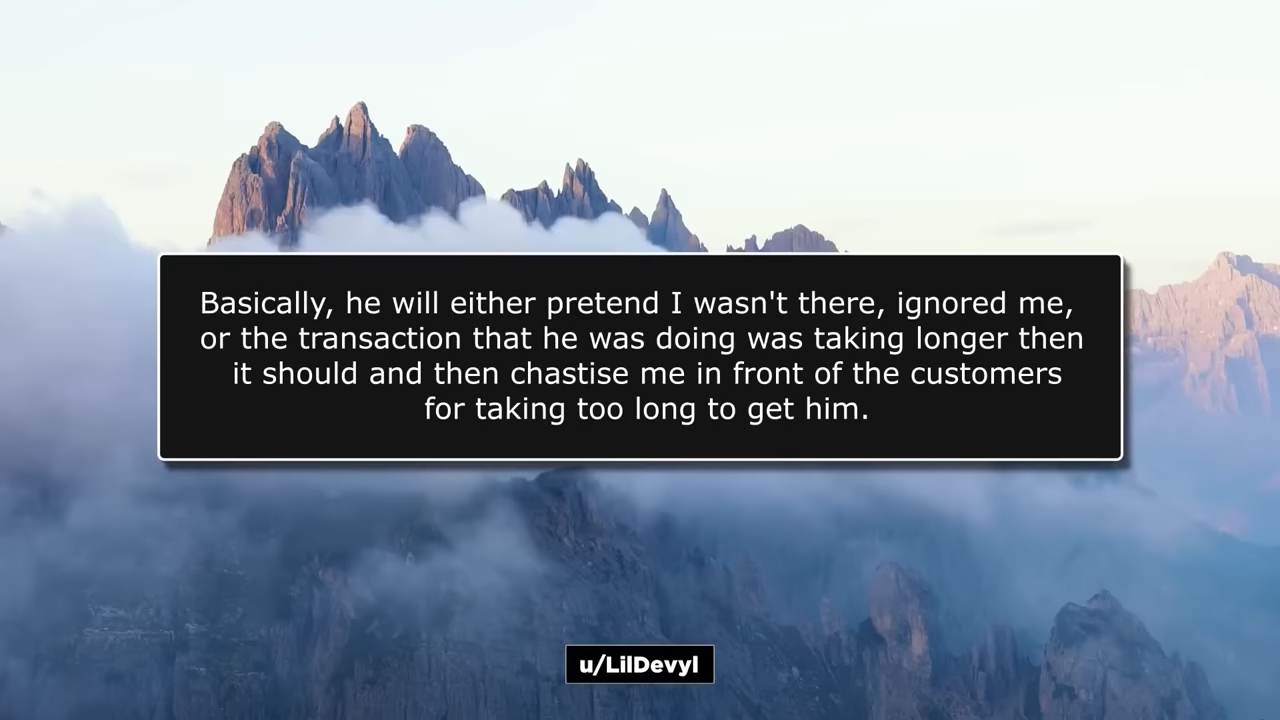 Basically, he will either pretend I wasn't there, ignored me,
or the transaction that he was doing was taking longer then
it should and then chastise me in front of the customers
for taking too long to get him.
u/LilDevyl